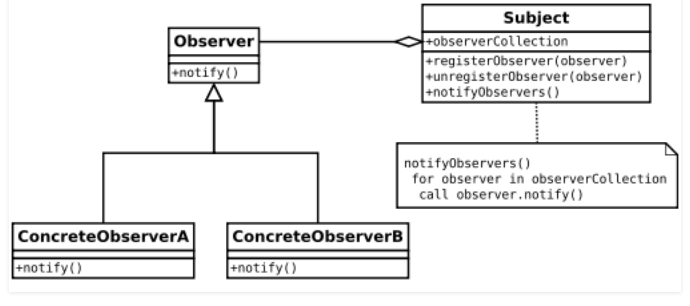 Observer
+notify()
Subject
+observerCollection
+registerObserver(observer)
+unregisterObserver(observer)
+notifyObservers()
notifyObservers()
for observer in observerCollection
call observer.notify()
ConcreteObserverA
+notify()
ConcreteObserverB
+notify()